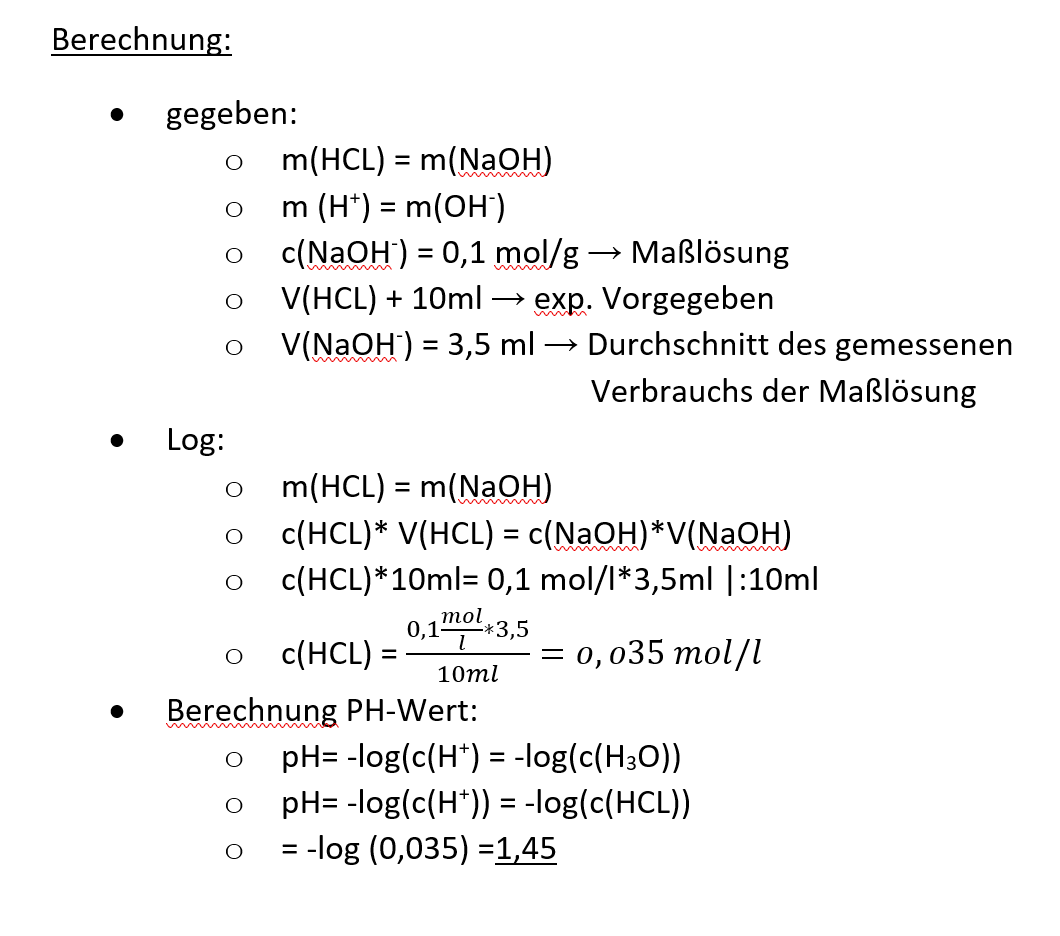 Berechnung:
• gegeben:
o m(HCL) = m(NaOH)
o m (H⁺) = m(OH⁻)
o c(NaOH⁻) = 0,1 mol/g → Maßlösung
o V(HCL) + 10ml → exp. Vorgegeben
o V(NaOH⁻) = 3,5 ml → Durchschnitt des gemessenen
Verbrauchs der Maßlösung
• Log:
o m(HCL) = m(NaOH)
o c(HCL)* V(HCL) = c(NaOH)*V(NaOH)
o c(HCL)*10ml= 0,1 mol/l*3,5ml |:10ml
o c(HCL) = \frac{0,1\frac{mol}{l}*3,5}{10ml} = o, o35 mol/l
• Berechnung PH-Wert:
o pH= -log(c(H⁺) = -log(c(H₃O))
o pH= -log(c(H⁺)) = -log(c(HCL))
o = -log (0,035) =1,45